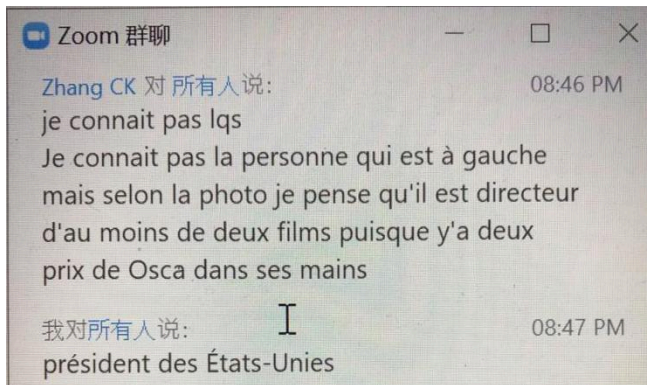 Zoom 群聊
Zhang CK 对 所有人说: 08:46 PM
je connait pas lqs
Je connait pas la personne qui est à gauche
mais selon la photo je pense qu'il est directeur
d'au moins de deux films puisque y'a deux
prix de Osca dans ses mains
我对所有人说: 08:47 PM
président des États-Unies